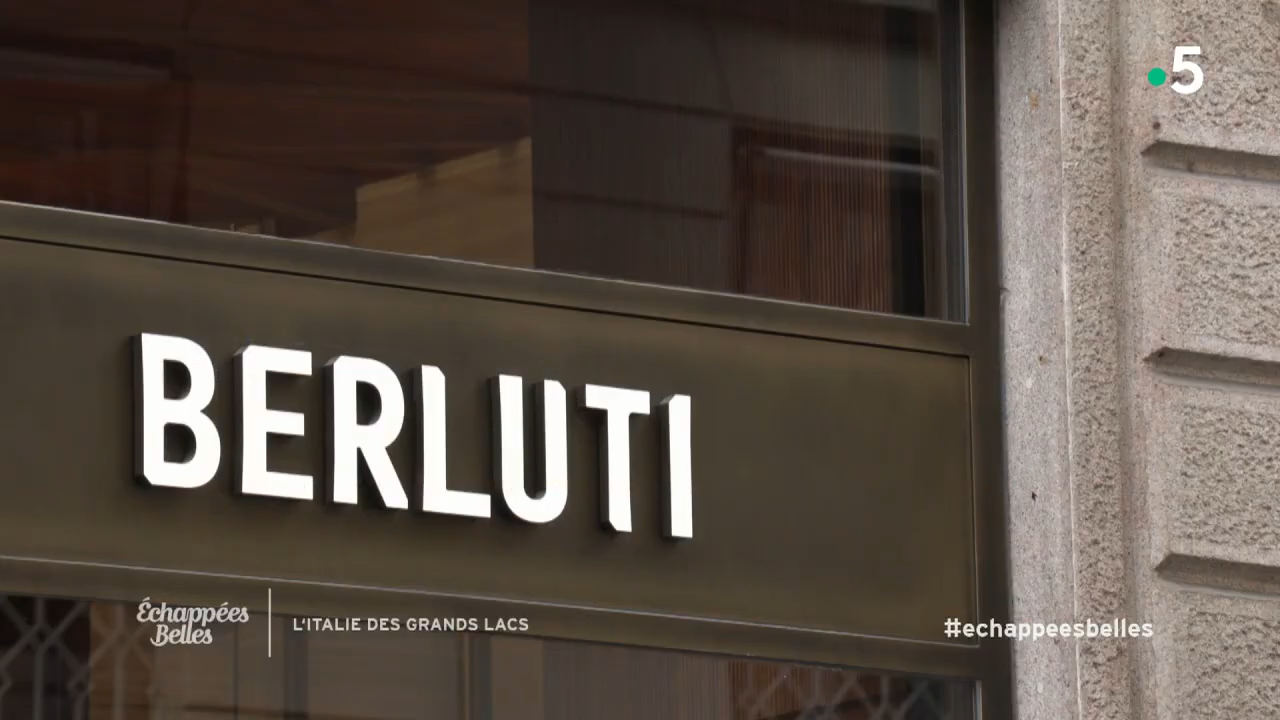 5
BERLUTI
Échappées
Belles
L'ITALIE DES GRANDS LACS
#echappeesbelles